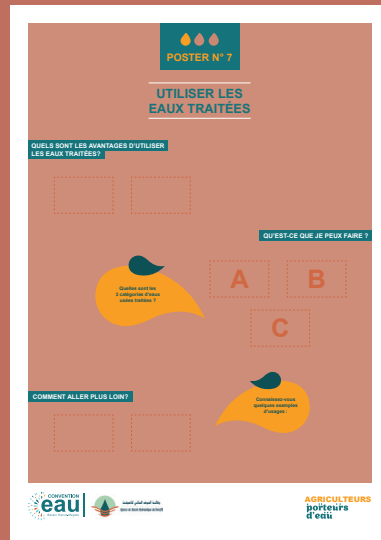 POSTER N° 7
UTILISER LES
EAUX TRAITÉES
QUELS SONT LES AVANTAGES D'UTILISER
LES EAUX TRAITÉES?
QU'EST-CE QUE JE PEUX FAIRE ?
Quelles sont les
3 catégories d'eaux
usées traitées ?
A
B
C
COMMENT ALLER PLUS LOIN?
Connaissez-vous
quelques exemples
d'usages :
CONVENTION
eau
AGRICULTEURS
porteurs
d'eau